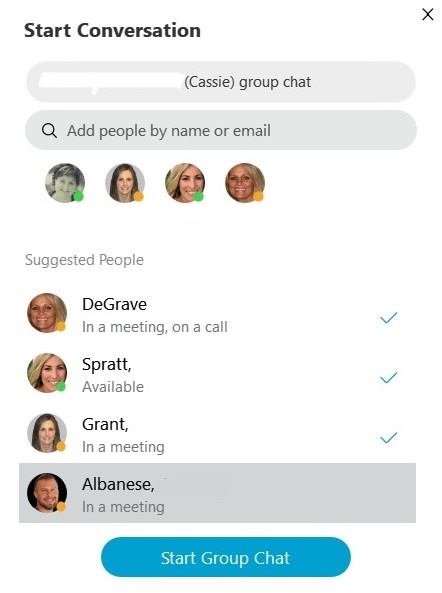 Start Conversation
(Cassie) group chat
Add people by name or email
Suggested People
DeGrave
In a meeting, on a call
Spratt,
Available
Grant,
In a meeting
Albanese,
In a meeting
Start Group Chat